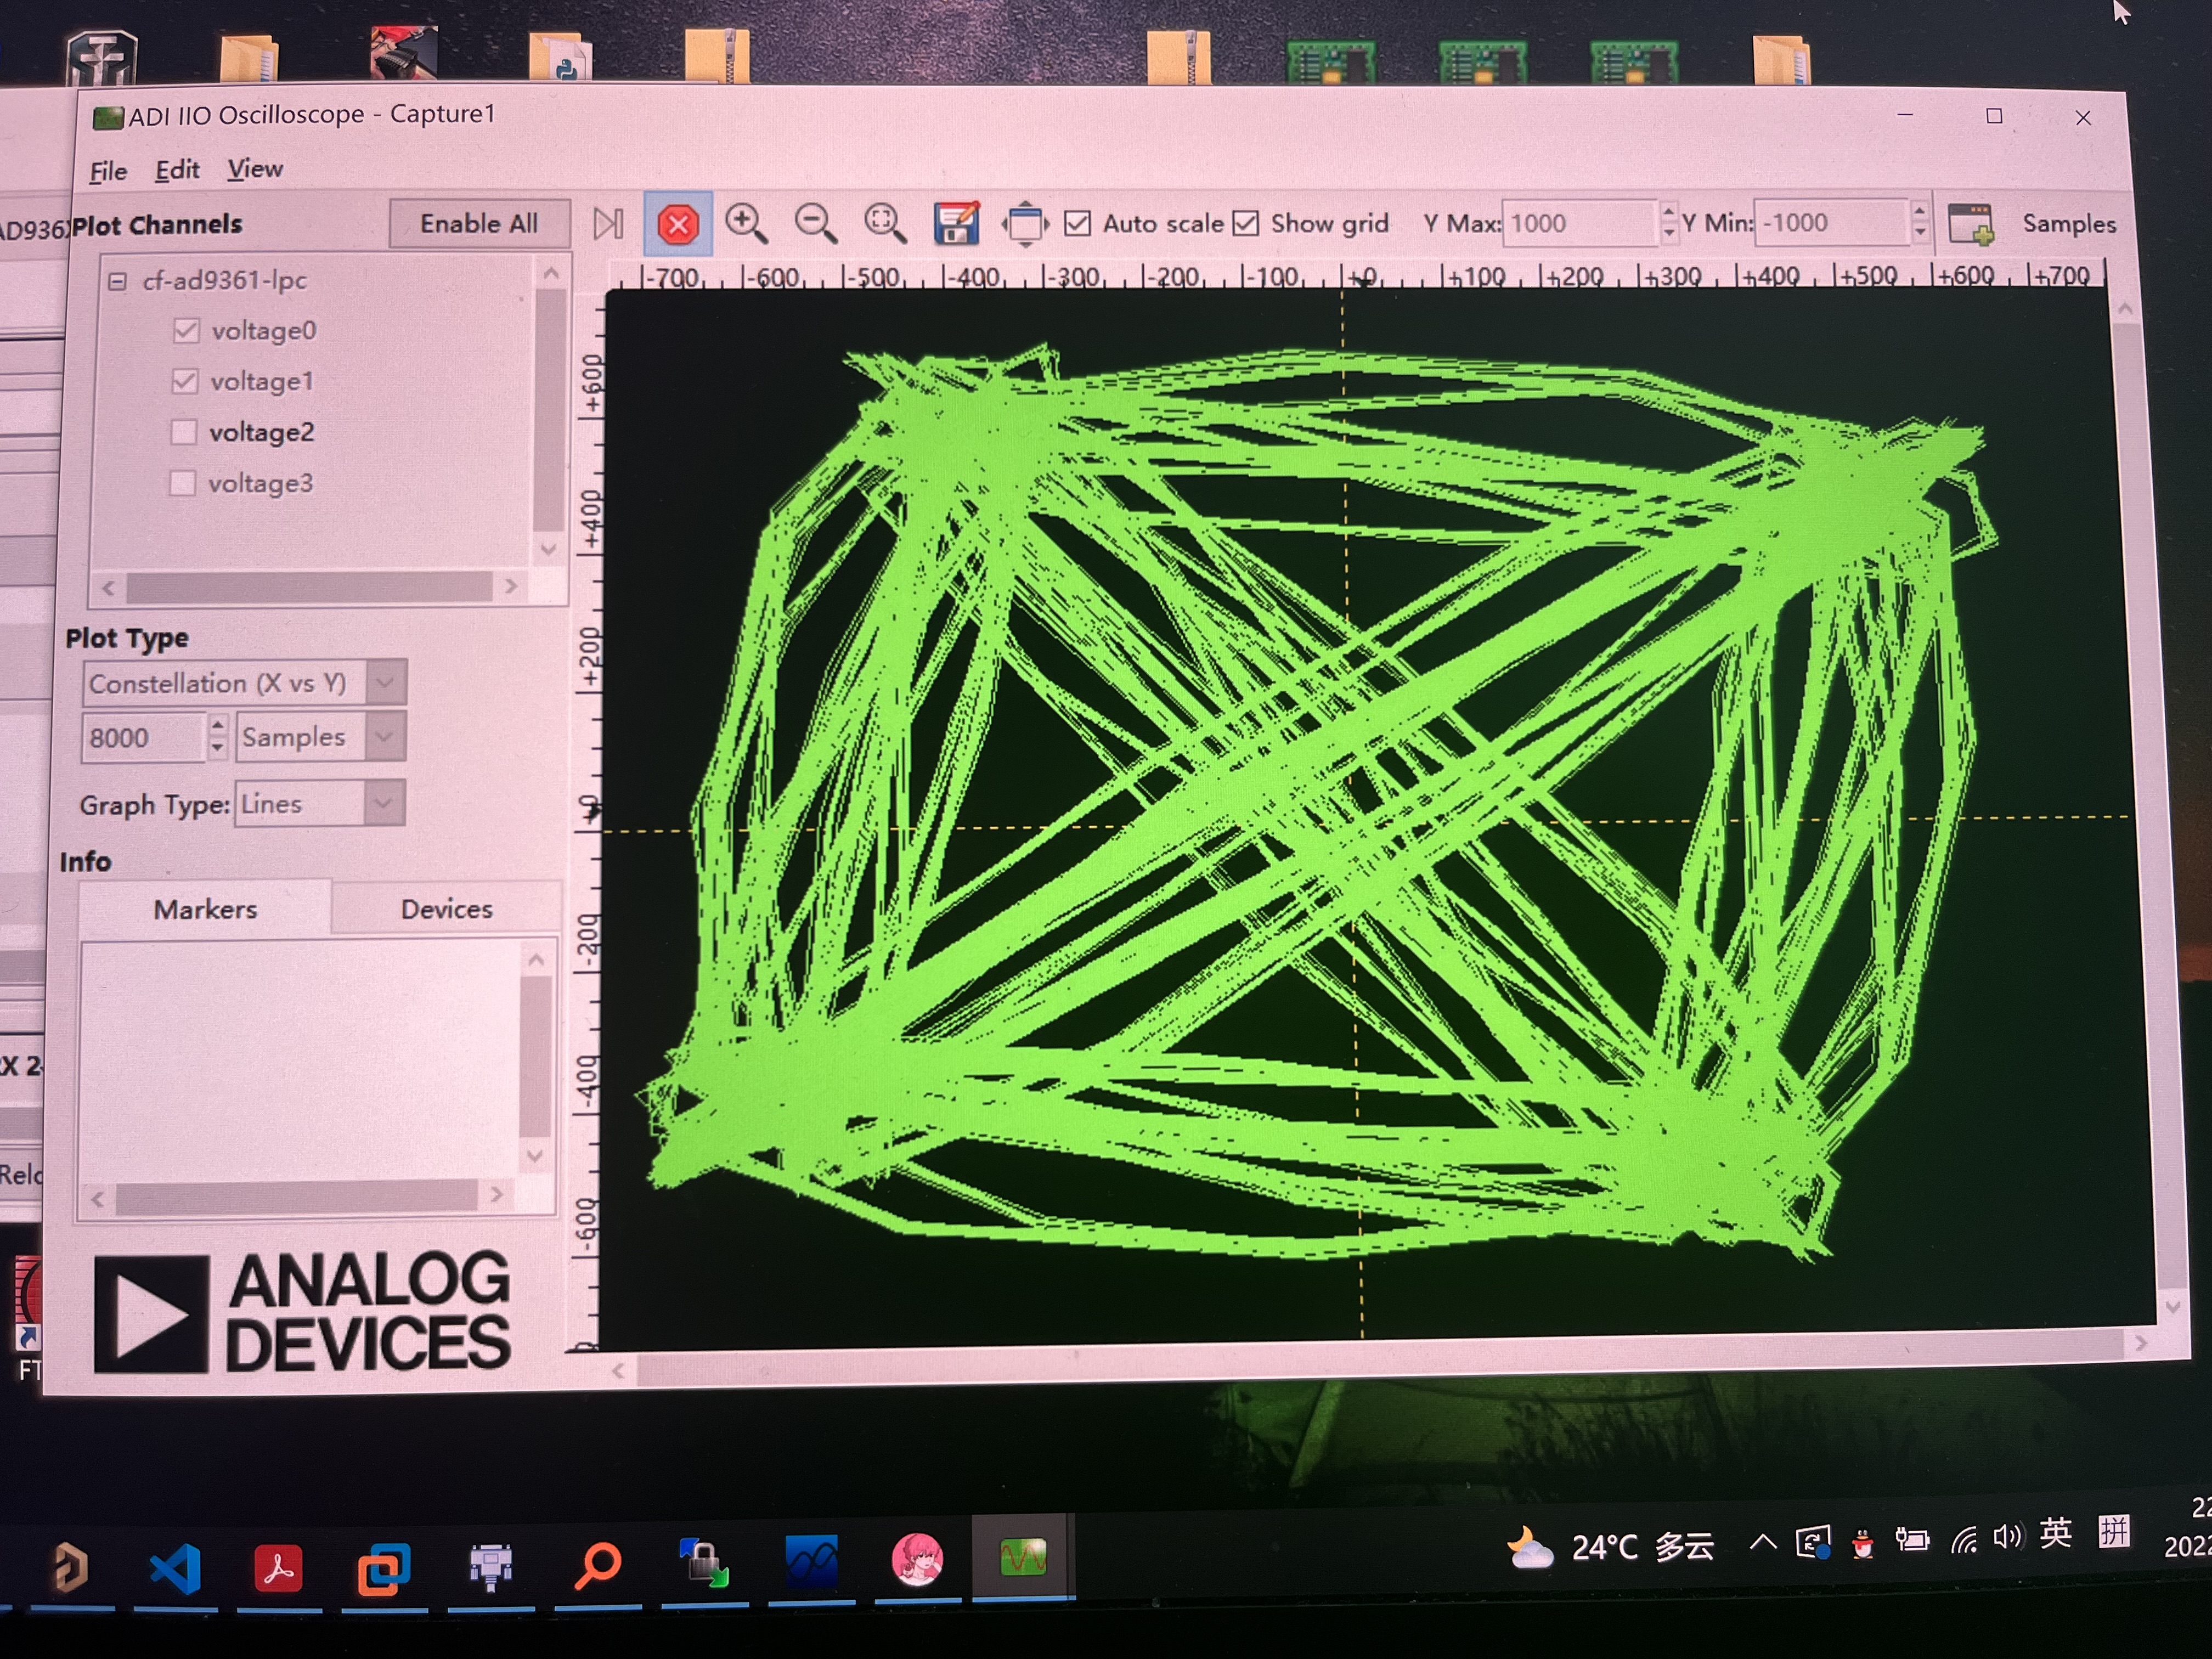 ADI IIO Oscilloscope - Capture1
File Edit View
Plot Channels Enable All Auto scale Show grid Y Max: 1000 Y Min: -1000 Samples
cf-ad9361-lpc
voltage0
voltage1
voltage2
voltage3
Plot Type
Constellation (X vs Y)
8000 Samples
Graph Type: Lines
Info
Markers Devices
ANALOG
DEVICES
-700 -600 -500 -400 -300 -200 -100 +0 +100 +200 +300 +400 +500 +600 +700
+600
+400
+200
+0
-200
-400
-600
AD936
RX 2
Relo
FT
24°C 多云 英 拼
22
2022